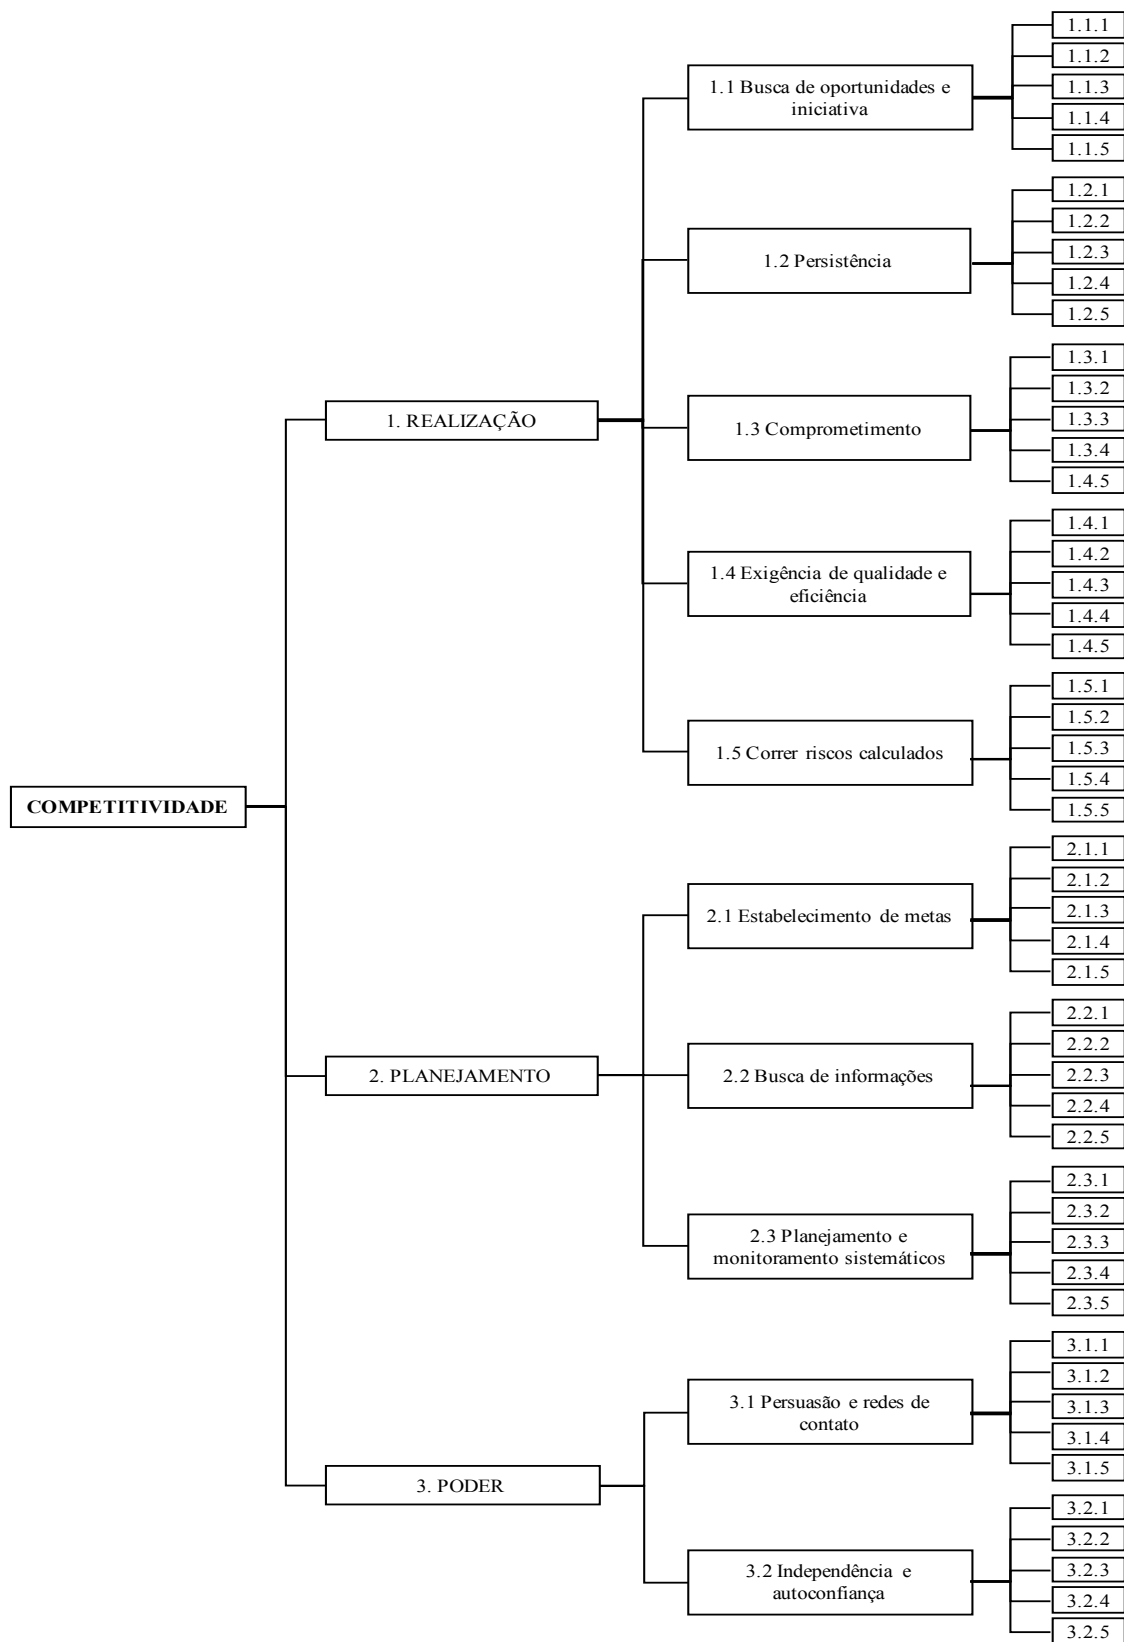 COMPETITIVIDADE
1. REALIZAÇÃO
1.1 Busca de oportunidades e
iniciativa
1.1.1
1.1.2
1.1.3
1.1.4
1.1.5
1.2 Persistência
1.2.1
1.2.2
1.2.3
1.2.4
1.2.5
1.3 Comprometimento
1.3.1
1.3.2
1.3.3
1.3.4
1.4.5
1.4 Exigência de qualidade e
eficiência
1.4.1
1.4.2
1.4.3
1.4.4
1.4.5
1.5 Correr riscos calculados
1.5.1
1.5.2
1.5.3
1.5.4
1.5.5
2. PLANEJAMENTO
2.1 Estabelecimento de metas
2.1.1
2.1.2
2.1.3
2.1.4
2.1.5
2.2 Busca de informações
2.2.1
2.2.2
2.2.3
2.2.4
2.2.5
2.3 Planejamento e
monitoramento sistemáticos
2.3.1
2.3.2
2.3.3
2.3.4
2.3.5
3. PODER
3.1 Persuasão e redes de
contato
3.1.1
3.1.2
3.1.3
3.1.4
3.1.5
3.2 Independência e
autoconfiança
3.2.1
3.2.2
3.2.3
3.2.4
3.2.5